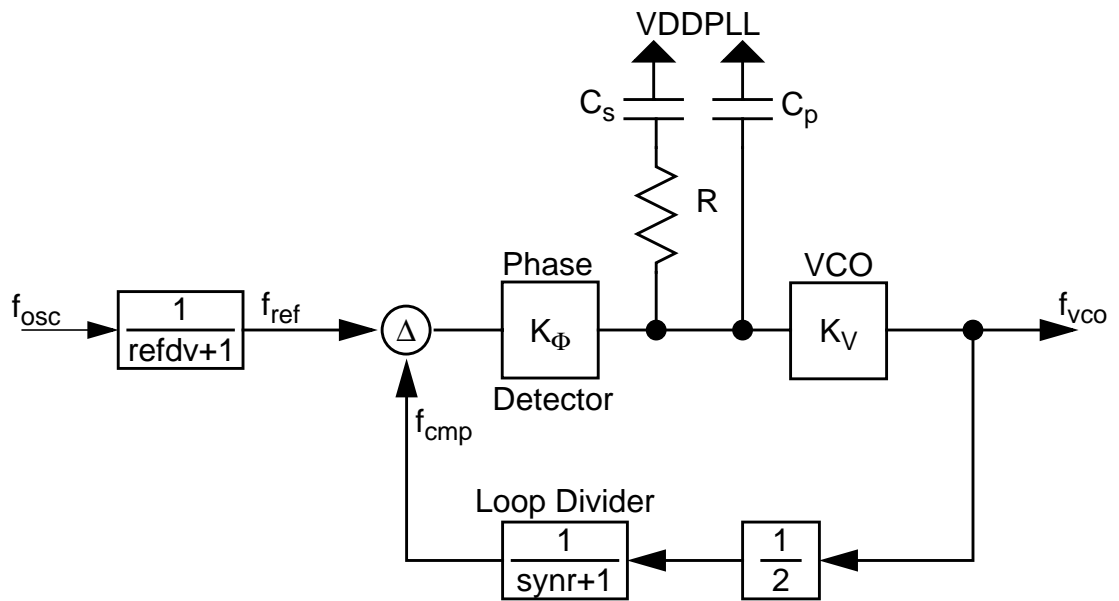 VDDPLL
Cs
Cp
R
Phase
VCO
fosc
1
refdv+1
fref
Δ
KΦ
KV
fvco
Detector
fcmp
Loop Divider
1
synr+1
1
2